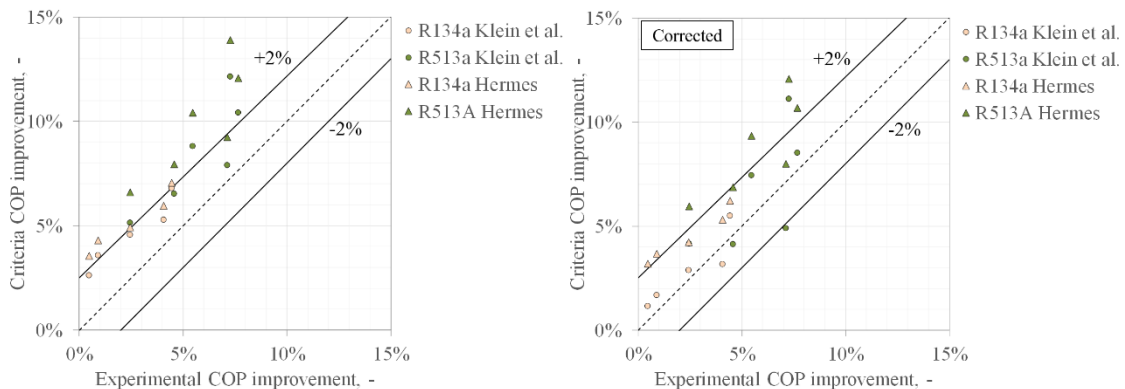 15%
10%
5%
0%
0%
5%
10%
15%
Criteria COP improvement, -
Experimental COP improvement, -
+2%
-2%
R134a Klein et al.
R513a Klein et al.
R134a Hermes
R513A Hermes
15%
10%
5%
0%
0%
5%
10%
15%
Criteria COP improvement, -
Experimental COP improvement, -
Corrected
+2%
-2%
R134a Klein et al.
R513a Klein et al.
R134a Hermes
R513A Hermes